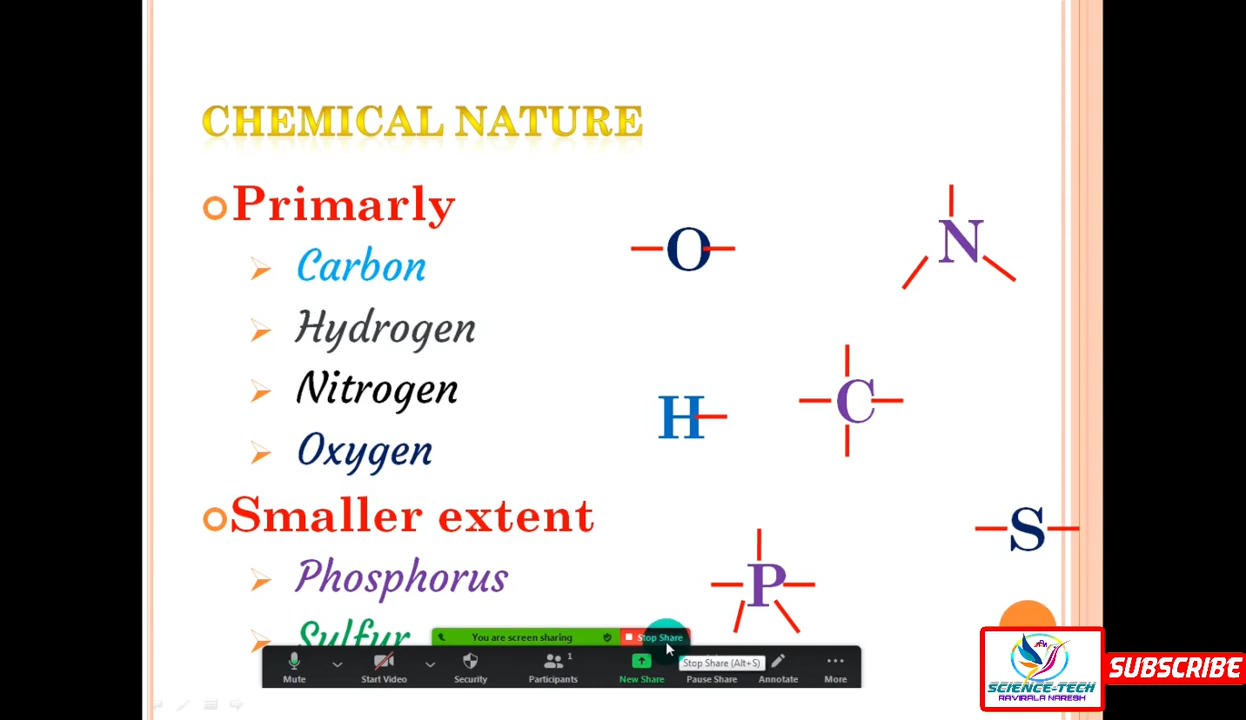 CHEMICAL NATURE
Primarly
Carbon
Hydrogen
Nitrogen
Oxygen
Smaller extent
Phosphorus
Sulfur
O
N
H
C
S
P
You are screen sharing
Stop Share
Stop Share (Alt+S)
1
Mute
Start Video
Security
Participants
New Share
Pause Share
Annotate
More
SCIENCE-TECH
RAVIRALA NARESH
SUBSCRIBE